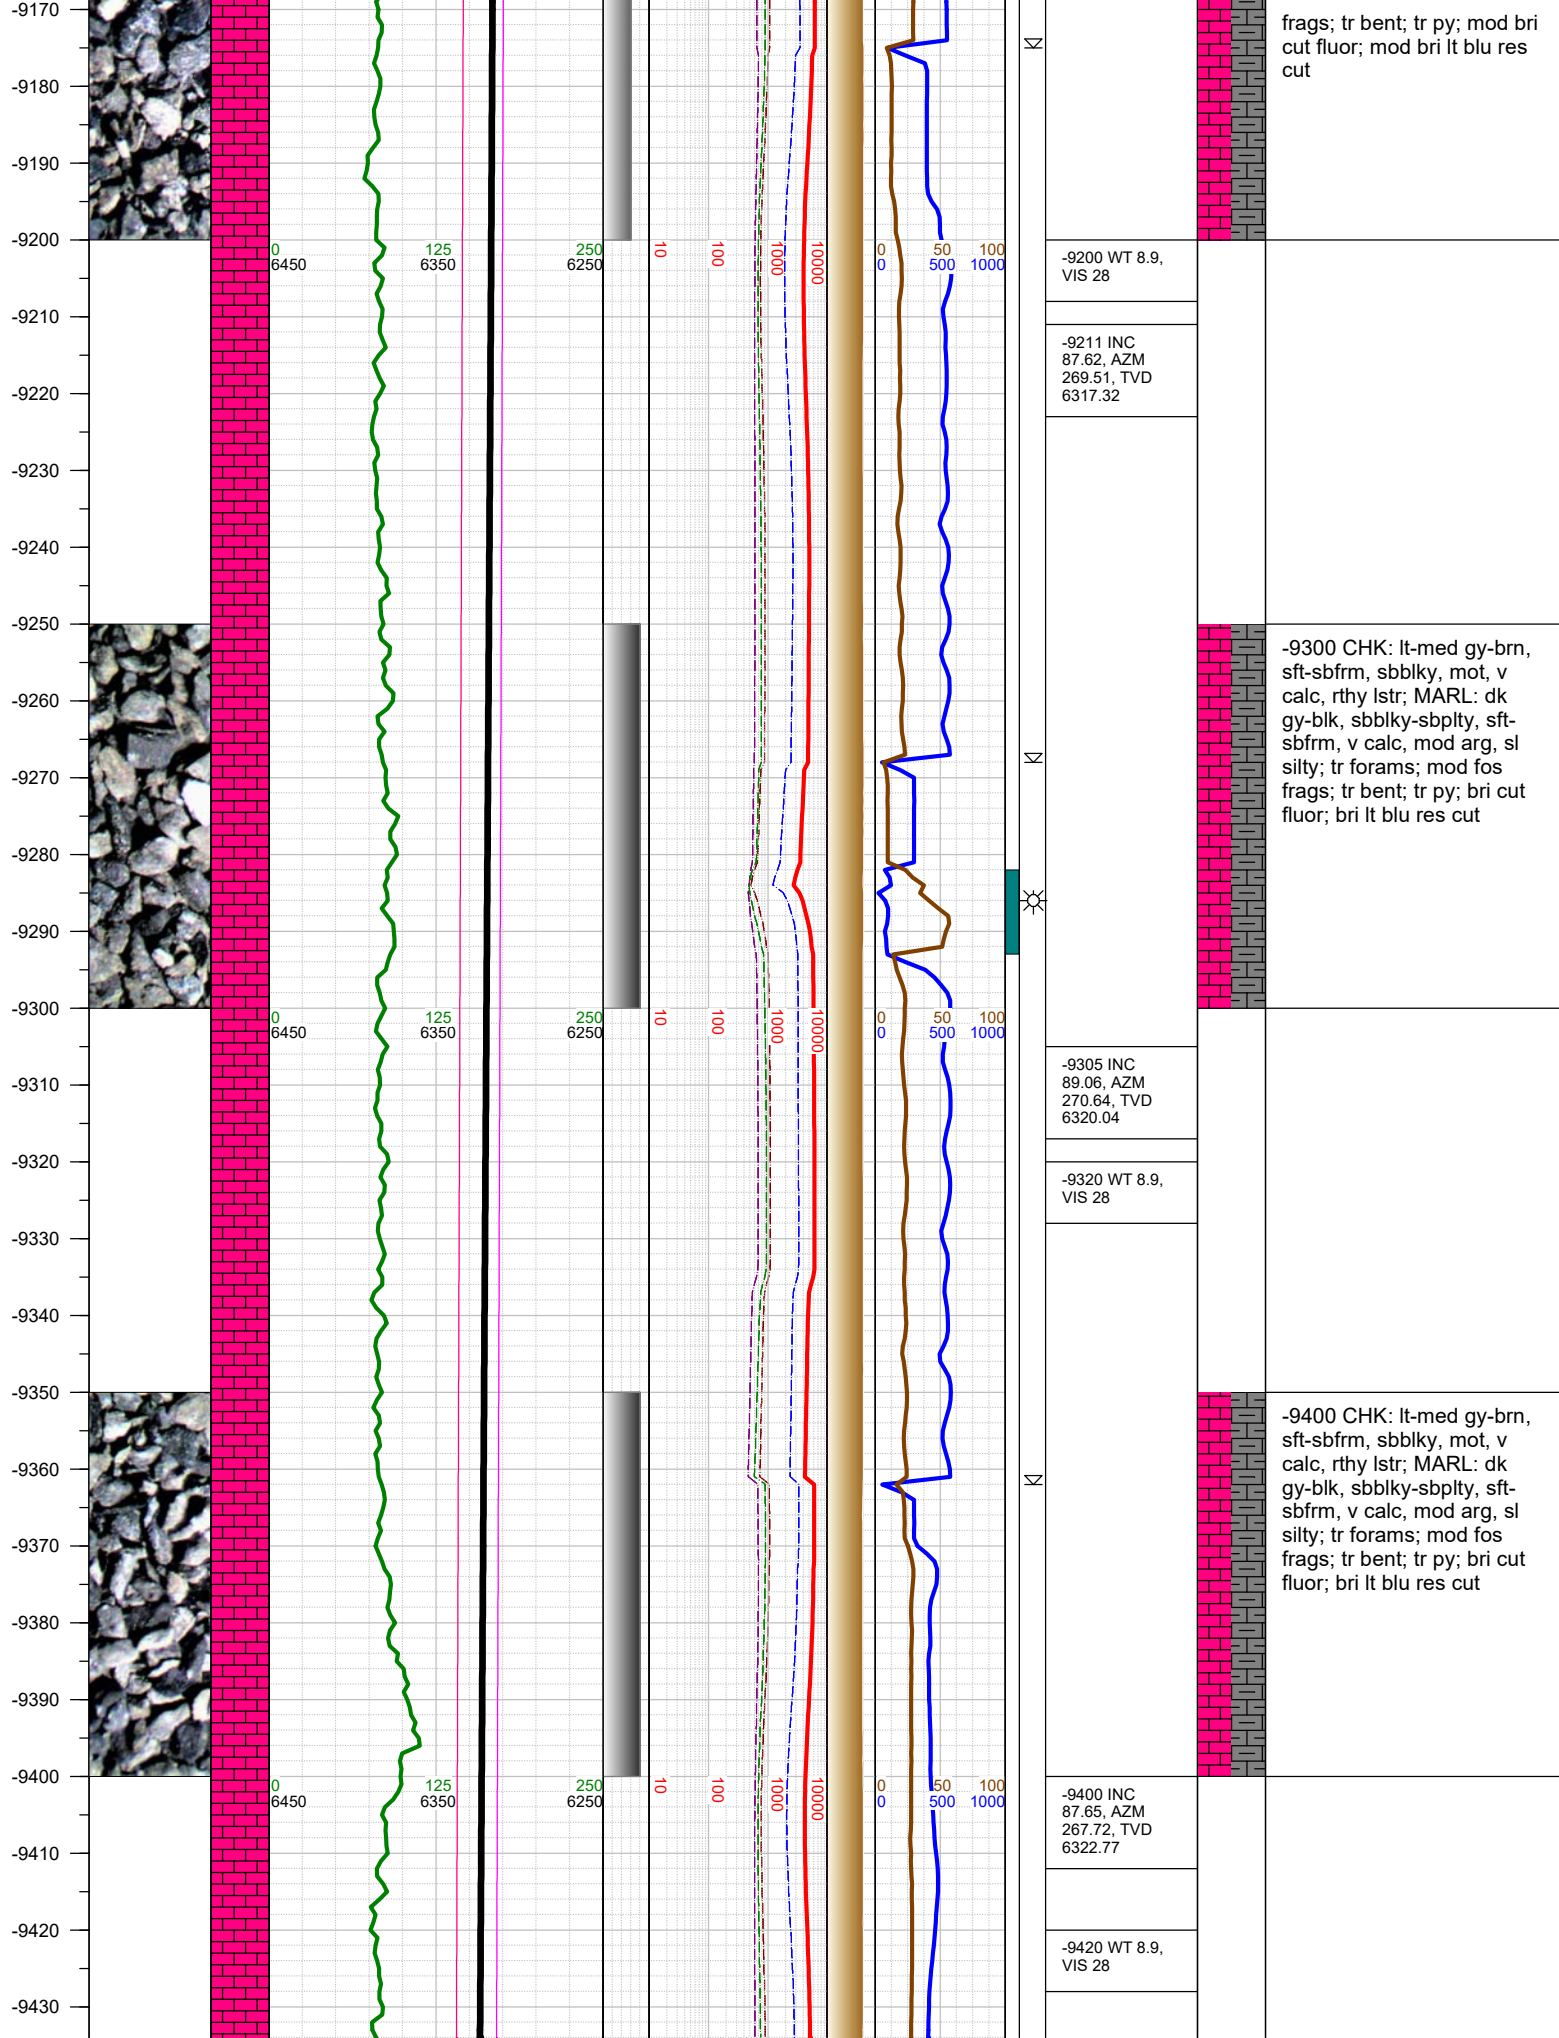 -9170
frags; tr bent; tr py; mod bri
cut fluor; mod bri lt blu res
cut
-9180
-9190
-9200
0 125 250
6450 6350 6250
10 100 1000 10000
0 50 100
0 500 1000
-9200 WT 8.9,
VIS 28
-9210
-9211 INC
87.62, AZM
269.51, TVD
6317.32
-9220
-9230
-9240
-9250
-9300 CHK: lt-med gy-brn,
sft-sbfrm, sbblky, mot, v
calc, rthy lstr; MARL: dk
gy-blk, sbblky-sbplty, sft-
sbfrm, v calc, mod arg, sl
silty; tr forams; mod fos
frags; tr bent; tr py; bri cut
fluor; bri lt blu res cut
-9260
-9270
-9280
-9290
-9300
0 125 250
6450 6350 6250
10 100 1000 10000
0 50 100
0 500 1000
-9305 INC
89.06, AZM
270.64, TVD
6320.04
-9310
-9320
-9320 WT 8.9,
VIS 28
-9330
-9340
-9350
-9400 CHK: lt-med gy-brn,
sft-sbfrm, sbblky, mot, v
calc, rthy lstr; MARL: dk
gy-blk, sbblky-sbplty, sft-
sbfrm, v calc, mod arg, sl
silty; tr forams; mod fos
frags; tr bent; tr py; bri cut
fluor; bri lt blu res cut
-9360
-9370
-9380
-9390
-9400
0 125 250
6450 6350 6250
10 100 1000 10000
0 50 100
0 500 1000
-9400 INC
87.65, AZM
267.72, TVD
6322.77
-9410
-9420
-9420 WT 8.9,
VIS 28
-9430